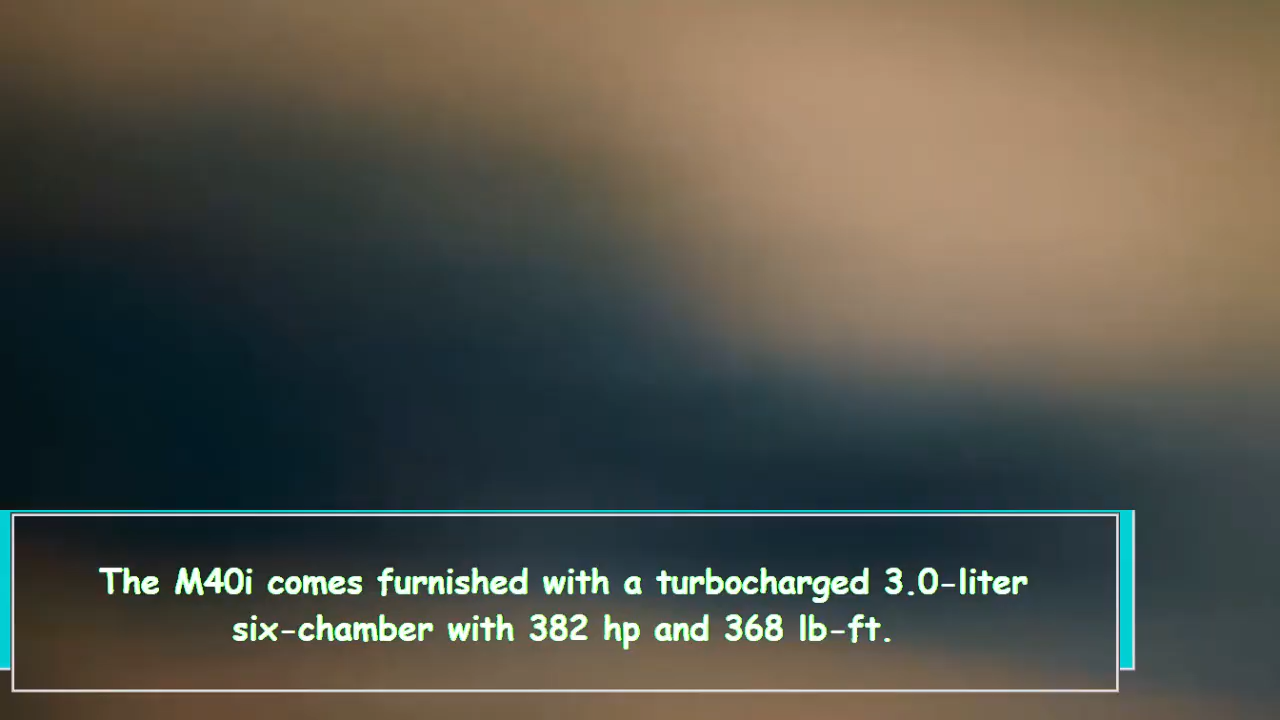 The M40i comes furnished with a turbocharged 3.0-liter
six-chamber with 382 hp and 368 lb-ft.